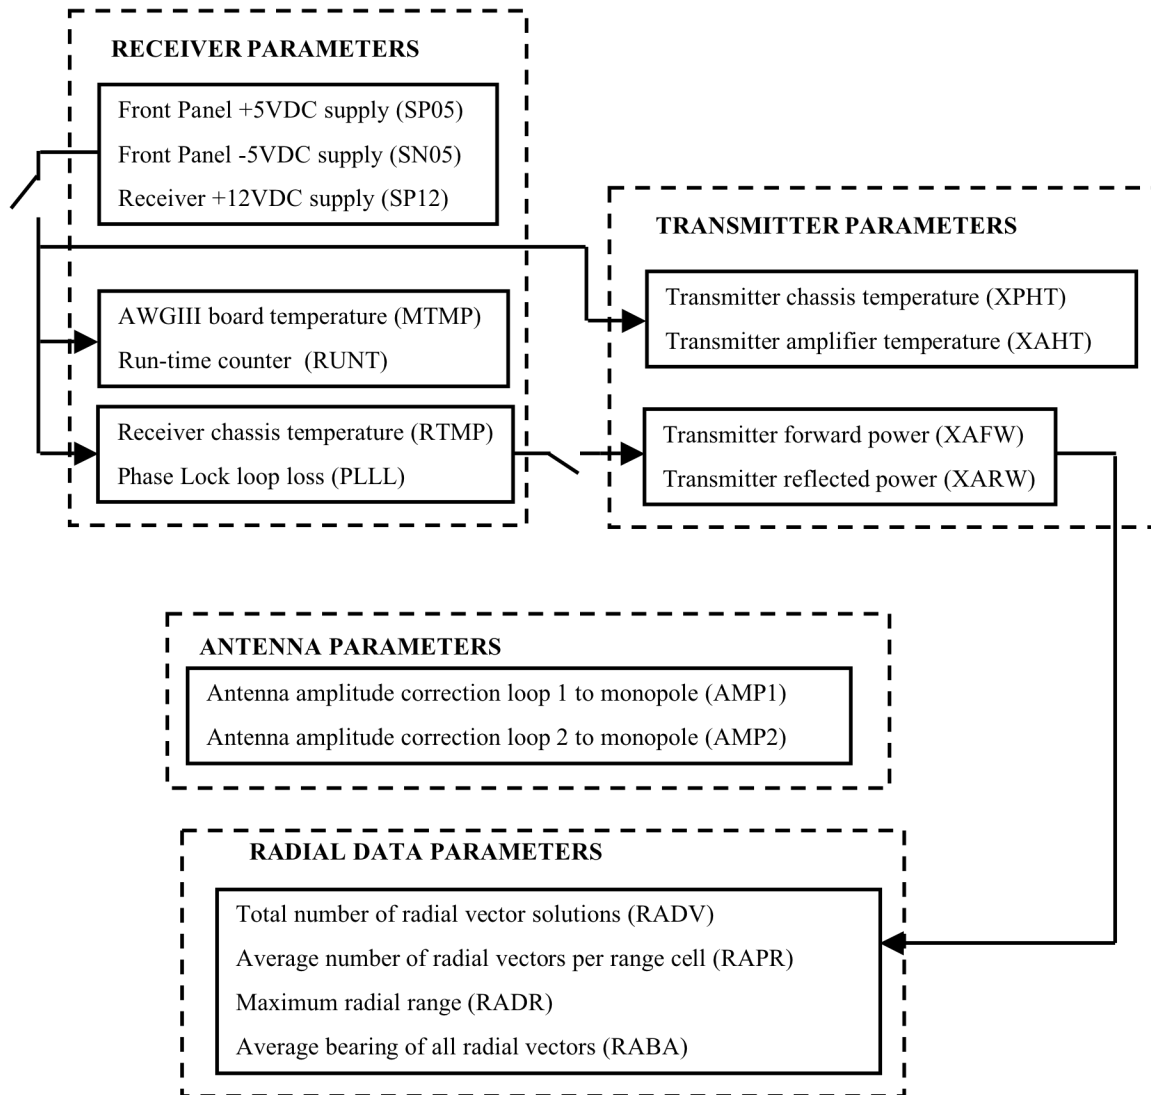 RECEIVER PARAMETERS
Front Panel +5VDC supply (SP05)
Front Panel -5VDC supply (SN05)
Receiver +12VDC supply (SP12)
AWGIII board temperature (MTMP)
Run-time counter (RUNT)
Receiver chassis temperature (RTMP)
Phase Lock loop loss (PLLL)
TRANSMITTER PARAMETERS
Transmitter chassis temperature (XPHT)
Transmitter amplifier temperature (XAHT)
Transmitter forward power (XAFW)
Transmitter reflected power (XARW)
ANTENNA PARAMETERS
Antenna amplitude correction loop 1 to monopole (AMP1)
Antenna amplitude correction loop 2 to monopole (AMP2)
RADIAL DATA PARAMETERS
Total number of radial vector solutions (RADV)
Average number of radial vectors per range cell (RAPR)
Maximum radial range (RADR)
Average bearing of all radial vectors (RABA)